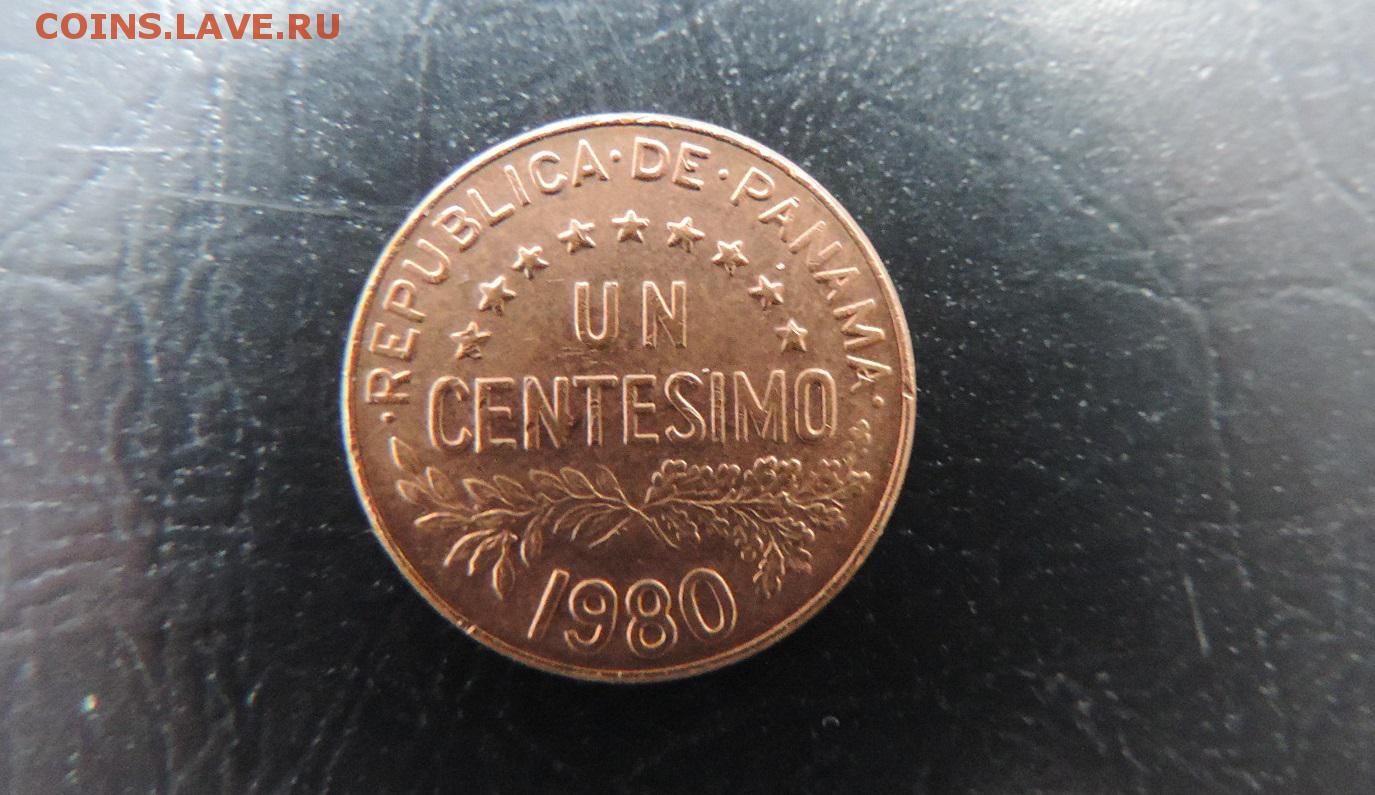 COINS.LAVE.RU
·REPUBLICA·DE·PANAMA·
UN
CENTESIMO
1980